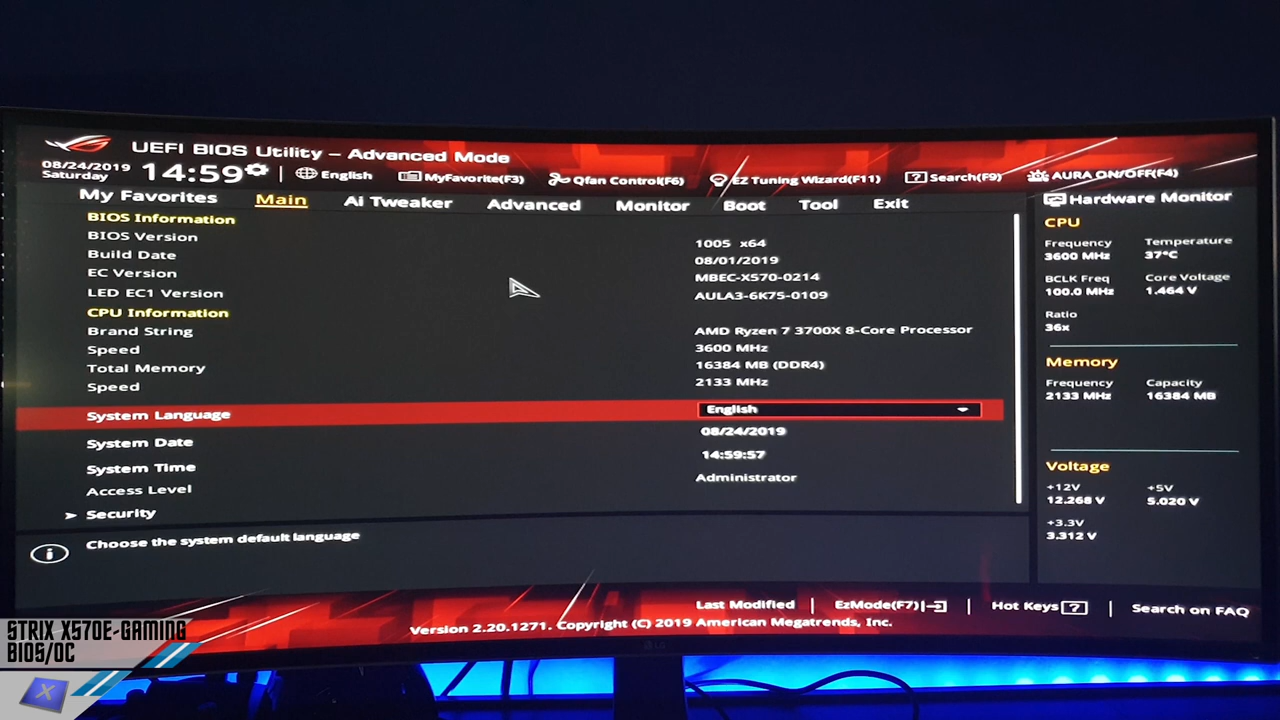 UEFI BIOS Utility – Advanced Mode
08/24/2019
Saturday
14:59
English
MyFavorite(F3)
Qfan Control(F6)
EZ Tuning Wizard(F11)
Search(F9)
AURA ON/OFF(F4)
My Favorites
Main
Ai Tweaker
Advanced
Monitor
Boot
Tool
Exit
BIOS Information
BIOS Version 1005 x64
Build Date 08/01/2019
EC Version MBEC-X570-0214
LED EC1 Version AULA3-6K75-0109
CPU Information
Brand String AMD Ryzen 7 3700X 8-Core Processor
Speed 3600 MHz
Total Memory 16384 MB (DDR4)
Speed 2133 MHz
System Language English
System Date 08/24/2019
System Time 14:59:57
Access Level Administrator
Security
Choose the system default language
Hardware Monitor
CPU
Frequency Temperature
3600 MHz 37°C
BCLK Freq Core Voltage
100.0 MHz 1.464 V
Ratio
36x
Memory
Frequency Capacity
2133 MHz 16384 MB
Voltage
+12V +5V
12.268 V 5.020 V
+3.3V
3.312 V
Last Modified
EzMode(F7)
Hot Keys ?
Search on FAQ
Version 2.20.1271. Copyright (C) 2019 American Megatrends, Inc.
LG
STRIX X570E-GAMING
BIOS/OC
X